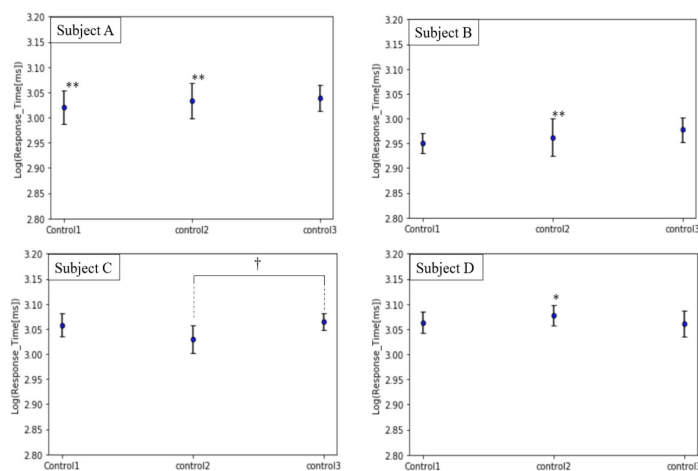 Subject A
Log(Response_Time[ms])
3.20
3.15
3.10
3.05
3.00
2.95
2.90
2.85
2.80
**
**
Control1
control2
control3
Subject B
Log(Response_Time[ms])
3.20
3.15
3.10
3.05
3.00
2.95
2.90
2.85
2.80
**
Control1
control2
control3
Subject C
Log(Response_Time[ms])
3.20
3.15
3.10
3.05
3.00
2.95
2.90
2.85
2.80
†
Control1
control2
control3
Subject D
Log(Response_Time[ms])
3.20
3.15
3.10
3.05
3.00
2.95
2.90
2.85
2.80
*
Control1
control2